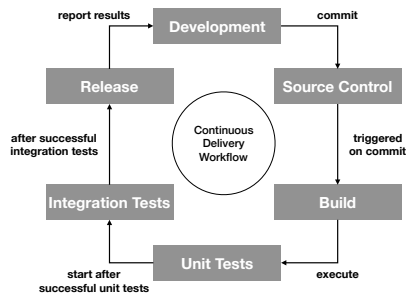 report results
Development
commit
Release
Source Control
after successful
integration tests
Continuous
Delivery
Workflow
triggered
on commit
Integration Tests
Build
Unit Tests
start after
successful unit tests
execute